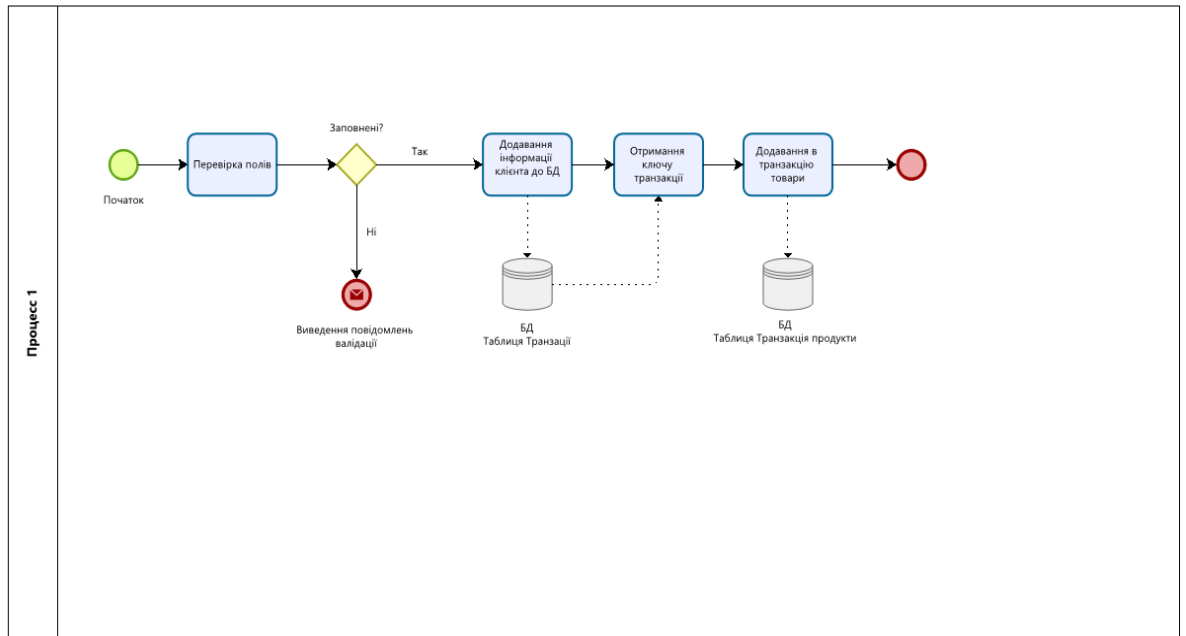 Процесс 1
Початок
Перевірка полів
Заповнені?
Так
Ні
Виведення повідомлень
валідації
Додавання
інформації
клієнта до БД
Отримання
ключу
транзакції
Додавання в
транзакцію
товари
БД
Таблиця Транзації
БД
Таблиця Транзакція продукти